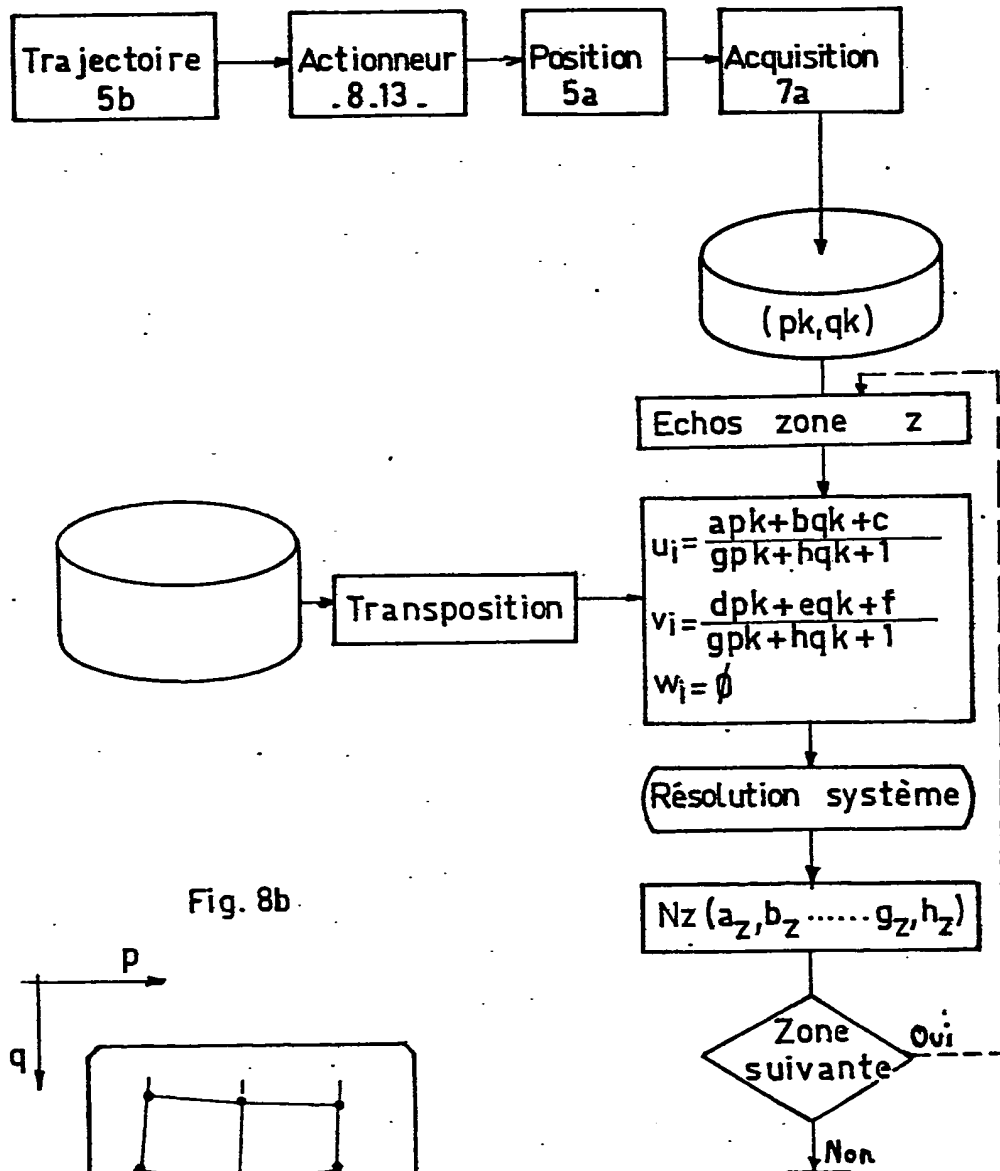 Trajectoire
5b
Actionneur
-8-13-
Position
5a
Acquisition
7a
(pk,qk)
Echos zone z
ui= apk+bqk+c
gpk+hqk+1
vi= dpk+eqk+f
gpk+hqk+1
wi=ø
Transposition
Résolution système
Nz(az,bz......gz,hz)
Zone
suivante
Oui
Non
Fig. 8b
p
q